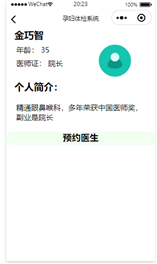 WeChat 20:23 100%
孕妇体检系统
金巧智
年龄: 35
医师证: 院长
个人简介:
精通眼鼻喉科，多年荣获中国医师奖，
副业是院长
预约医生